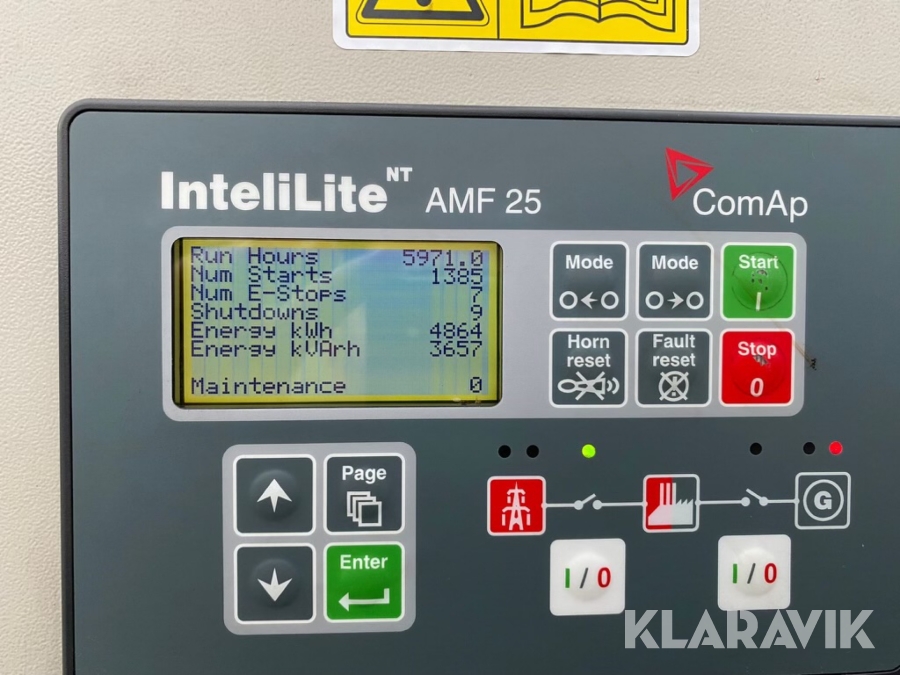 InteliLite NT AMF 25
ComAp
Run Hours 5971.0
Num Starts 1385
Num E-Stops 7
Shutdowns 9
Energy kWh 4864
Energy kVArh 3657
Maintenance 0
Mode
Mode
Start
I
Horn
reset
Fault
reset
Stop
0
Page
Enter
G
I / 0
I / 0
KLARAVIK